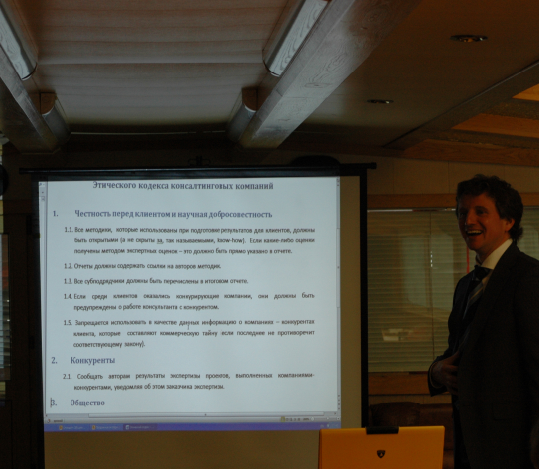 Этического кодекса консалтинговых компаний
1. Честность перед клиентом и научная добросовестность
1.1. Все методики, которые использованы при подготовке результатов для клиентов, должны
быть открытыми (а не скрыты за, так называемыми, know-how). Если какие-либо оценки
получены методом экспертных оценок – это должно быть прямо указано в отчете.
1.2. Отчеты должны содержать ссылки на авторов методик.
1.3. Все субподрядчики должны быть перечислены в итоговом отчете.
1.4. Если среди клиентов оказались конкурирующие компании, они должны быть
предупреждены о работе консультанта с конкурентом.
1.5. Запрещается использовать в качестве данных информацию о компаниях – конкурентах
клиента, которые составляют коммерческую тайну (если последнее на противоречит
соответствующему закону).
2. Конкуренты
2.1 Сообщать авторам результаты экспертизы проектов, выполненных компаниями-
конкурентами, уведомляя об этом заказчика экспертизы.
3. Общество